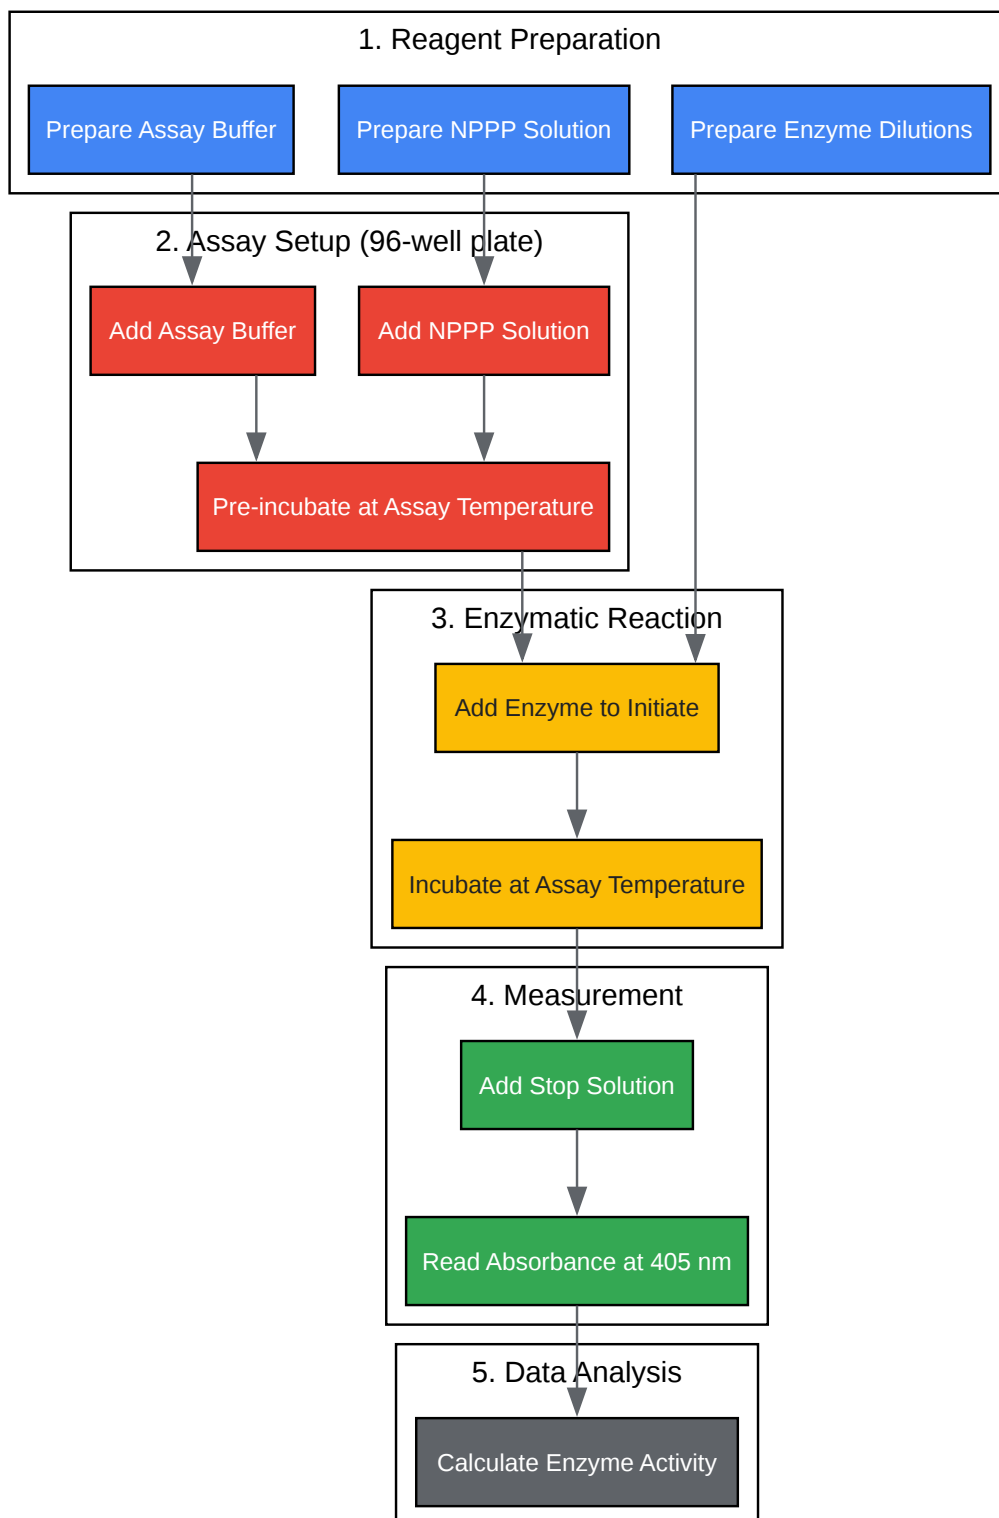 1. Reagent Preparation
Prepare Assay Buffer
Prepare NPPP Solution
Prepare Enzyme Dilutions
2. Assay Setup (96-well plate)
Add Assay Buffer
Add NPPP Solution
Pre-incubate at Assay Temperature
3. Enzymatic Reaction
Add Enzyme to Initiate
Incubate at Assay Temperature
4. Measurement
Add Stop Solution
Read Absorbance at 405 nm
5. Data Analysis
Calculate Enzyme Activity